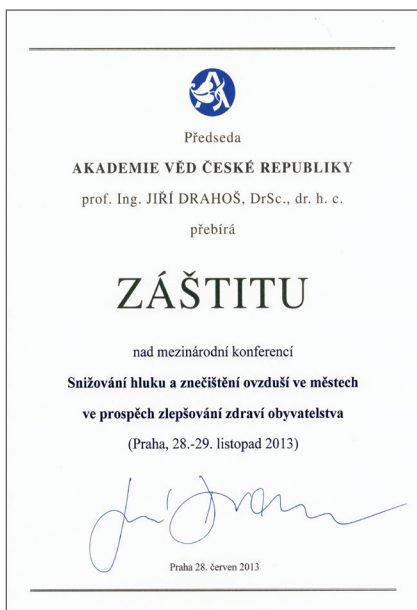 Předseda
AKADEMIE VĚD ČESKÉ REPUBLIKY
prof. Ing. JIŘÍ DRAHOŠ, DrSc., dr. h. c.
přebírá
ZÁŠTITU
nad mezinárodní konferencí
Snižování hluku a znečištění ovzduší ve městech
ve prospěch zlepšování zdraví obyvatelstva
(Praha, 28.-29. listopad 2013)
Praha 28. červen 2013